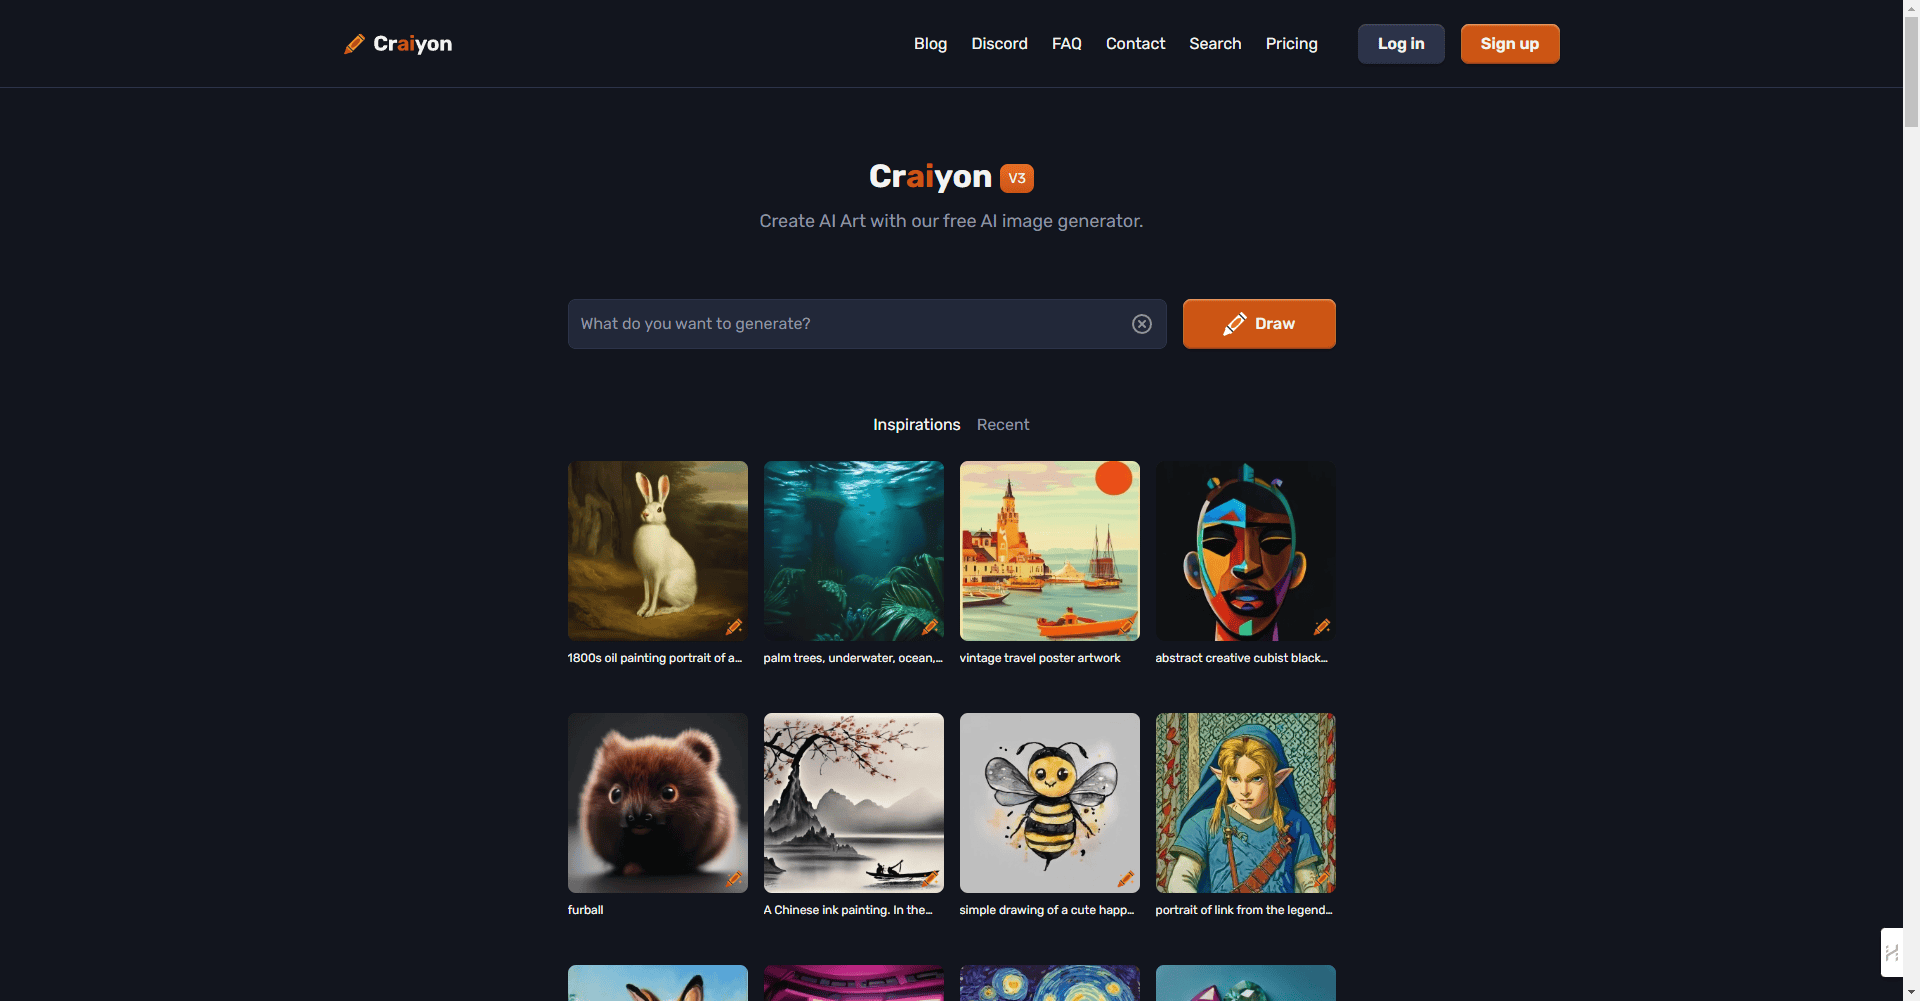 Craiyon
Blog Discord FAQ Contact Search Pricing Log in Sign up
Craiyon V3
Create AI Art with our free AI image generator.
What do you want to generate? Draw
Inspirations Recent
1800s oil painting portrait of a...
palm trees, underwater, ocean,...
vintage travel poster artwork
abstract creative cubist black...
furball
A Chinese ink painting. In the...
simple drawing of a cute happ...
portrait of link from the legend...